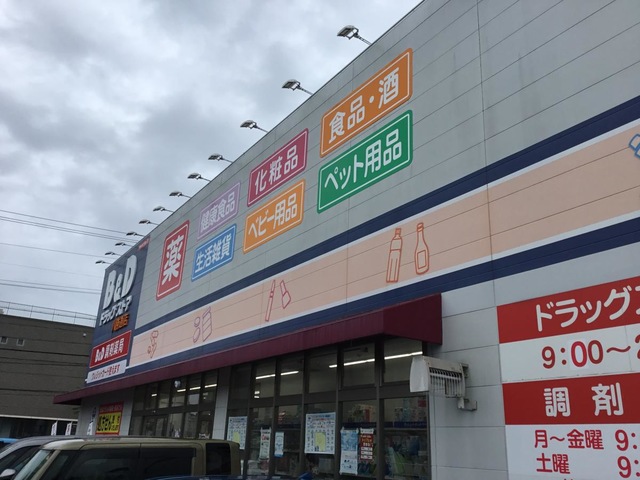 B&D
ドラッグストア
B&D 調剤薬局
薬
健康食品
生活雑貨
化粧品
ベビー用品
食品・酒
ペット用品
ドラッグス
9:00～2
調剤
月～金曜 9:
土曜 9: